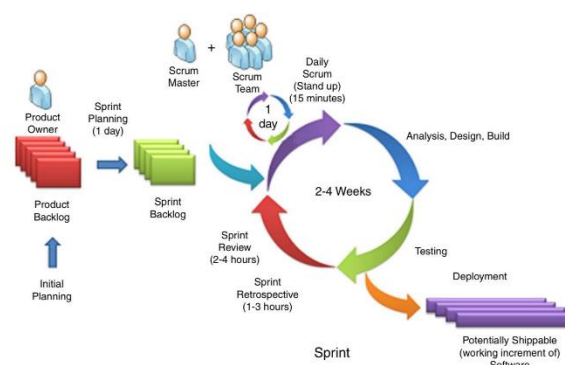 Scrum
Master
+
Scrum
Team
Daily
Scrum
(Stand up)
(15 minutes)
1
day
Product
Owner
Sprint
Planning
(1 day)
Product
Backlog
Sprint
Backlog
Initial
Planning
2-4 Weeks
Analysis, Design, Build
Testing
Sprint
Review
(2-4 hours)
Sprint
Retrospective
(1-3 hours)
Deployment
Potentially Shippable
(working increment of)
Software
Sprint